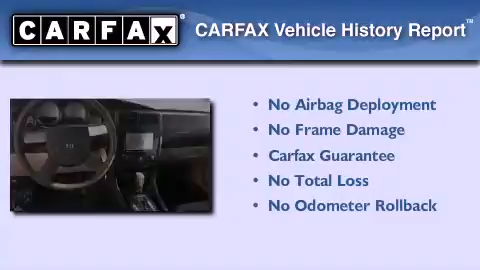 CARFAX® CARFAX Vehicle History Report™
• No Airbag Deployment
• No Frame Damage
• Carfax Guarantee
• No Total Loss
• No Odometer Rollback